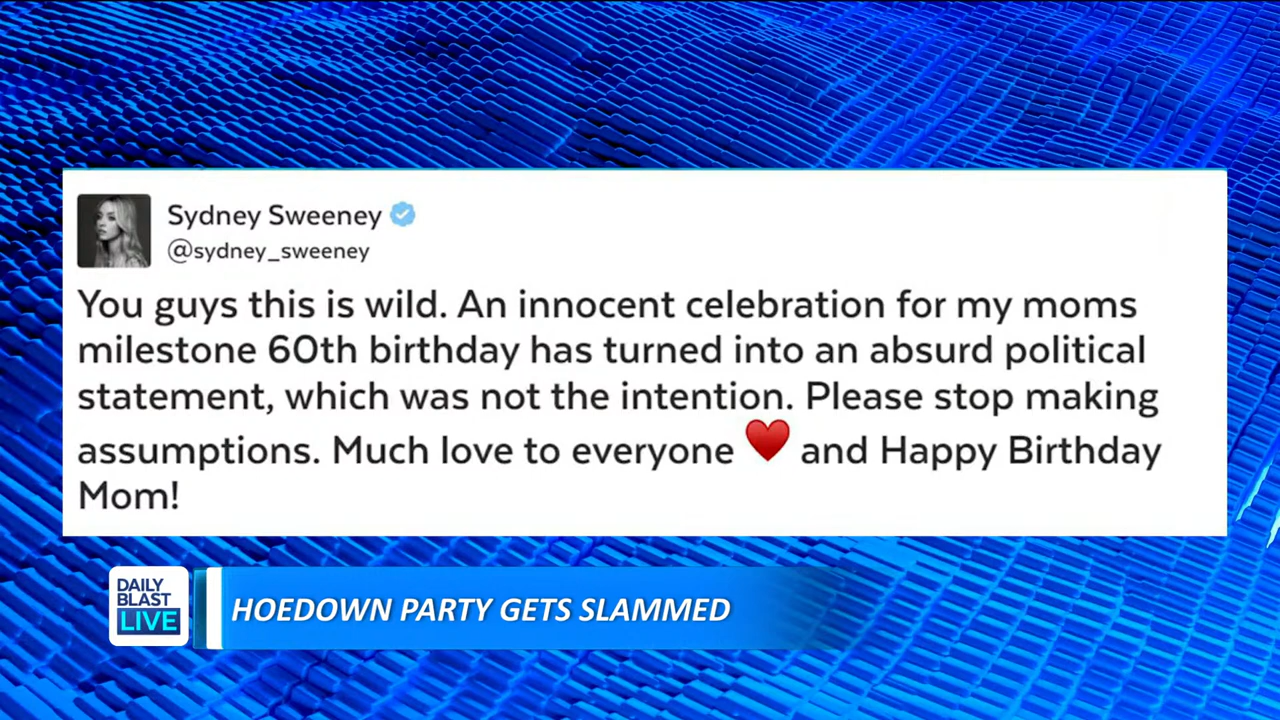 Sydney Sweeney
@sydney_sweeney
You guys this is wild. An innocent celebration for my moms
milestone 60th birthday has turned into an absurd political
statement, which was not the intention. Please stop making
assumptions. Much love to everyone ♥️ and Happy Birthday
Mom!
DAILY
BLAST
LIVE
HOEDOWN PARTY GETS SLAMMED